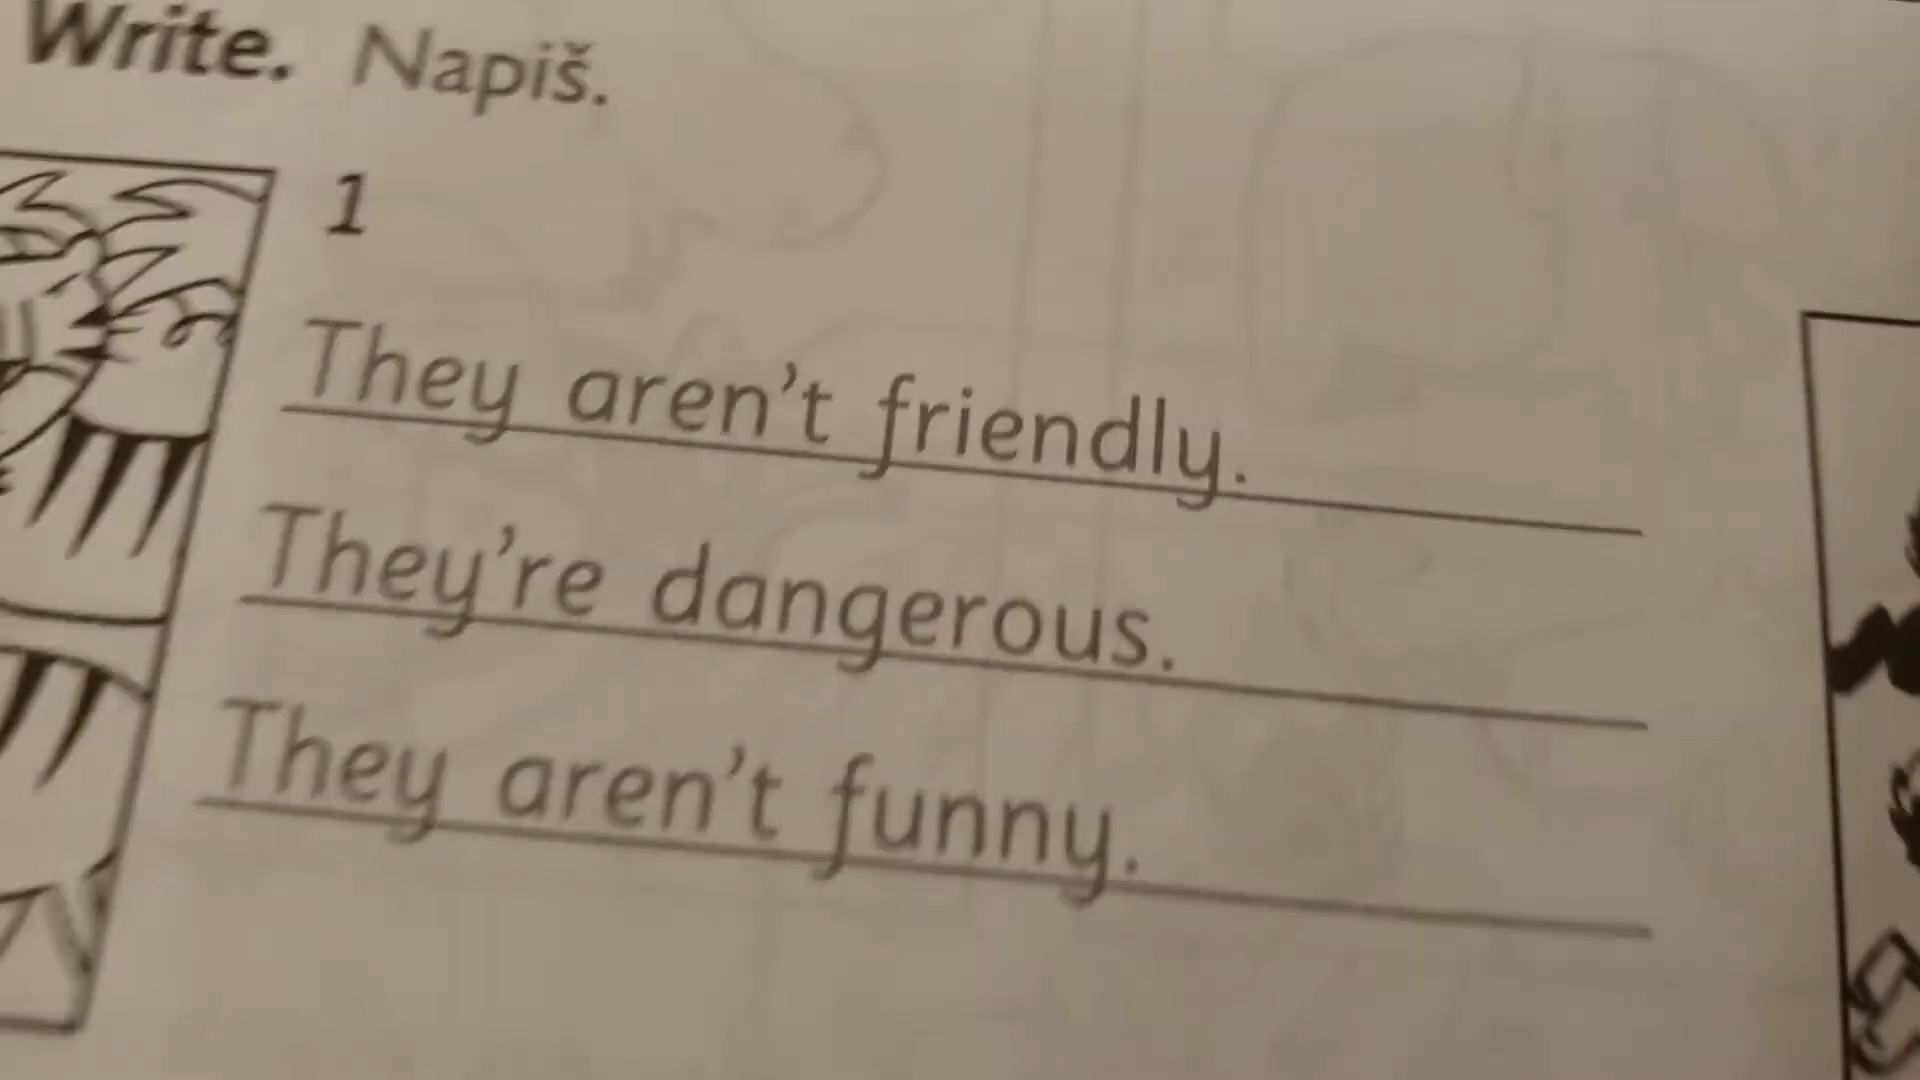 Write. Napiš.
1
They aren't friendly.
They're dangerous.
They aren't funny.